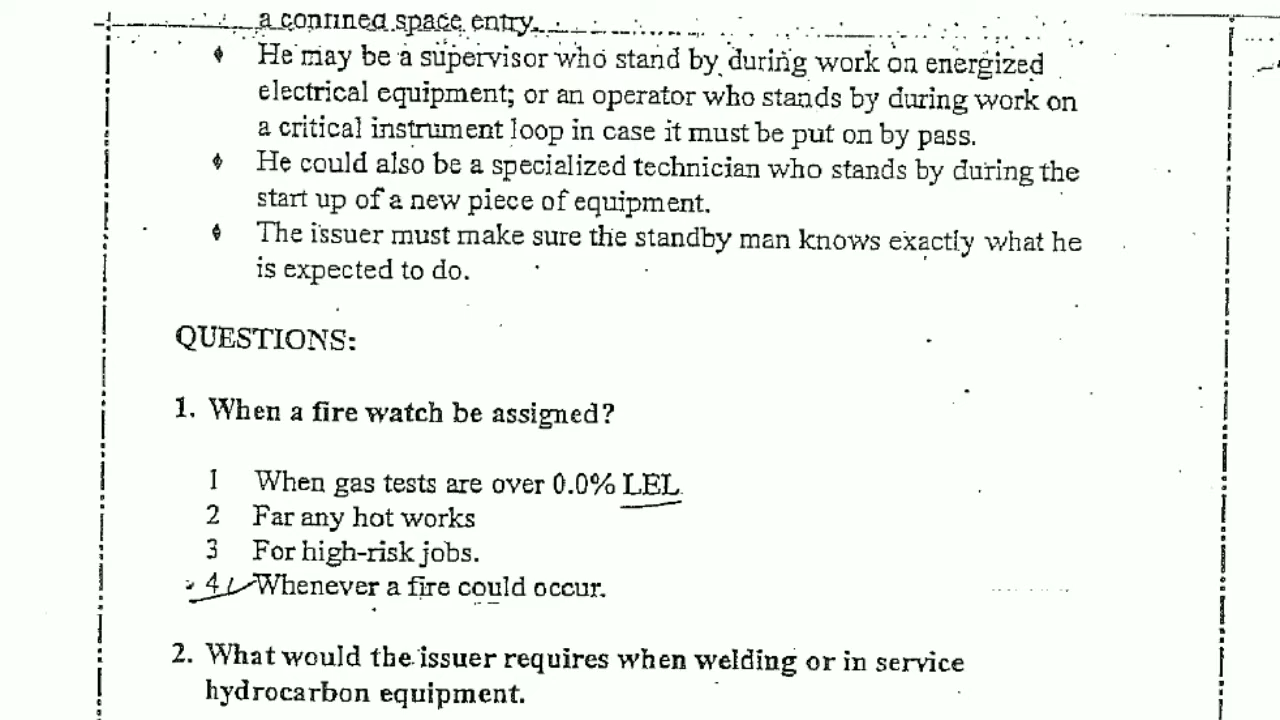 a confined space entry.
♦ He may be a supervisor who stand by during work on energized
electrical equipment; or an operator who stands by during work on
a critical instrument loop in case it must be put on by pass.
♦ He could also be a specialized technician who stands by during the
start up of a new piece of equipment.
♦ The issuer must make sure the standby man knows exactly what he
is expected to do.
QUESTIONS:
1. When a fire watch be assigned?
1 When gas tests are over 0.0% LEL
2 Far any hot works
3 For high-risk jobs.
4 Whenever a fire could occur.
2. What would the issuer requires when welding or in service
hydrocarbon equipment.